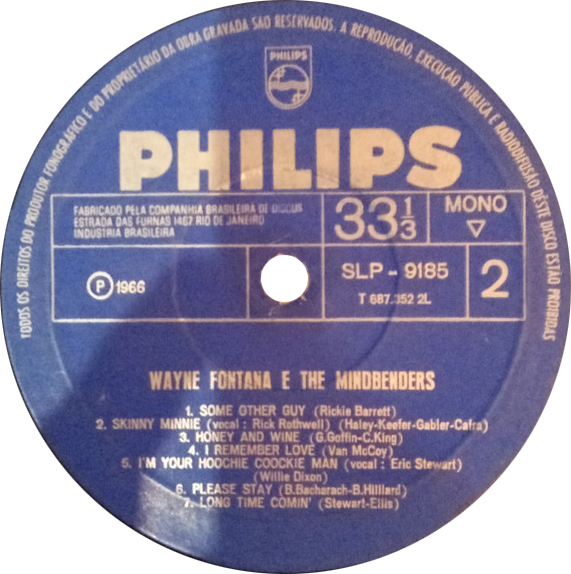 TODOS OS DIREITOS DO PRODUTOR FONOGRÁFICO E DO PROPRIETÁRIO DA OBRA GRAVADA SÃO RESERVADOS. A REPRODUÇÃO, EXECUÇÃO PÚBLICA E RADIODIFUSÃO DESTE DISCO ESTÃO PROIBIDAS
PHILIPS
PHILIPS
FABRICADO PELA COMPANHIA BRASILEIRA DE DISCOS
ESTRADA DAS FURNAS 1467 RIO DE JANEIRO
INDUSTRIA BRASILEIRA
33 1/3
MONO
▽
Ⓟ 1966
SLP - 9185
T 687.352 2L
2
WAYNE FONTANA E THE MINDBENDERS
1. SOME OTHER GUY (Rickie Barrett)
2. SKINNY MINNIE (vocal : Rick Rothwell) (Haley-Keefer-Gabler-Cafra)
3. HONEY AND WINE (G.Goffin-C.King)
4. I REMEMBER LOVE (Van McCoy)
5. I'M YOUR HOOCHIE COOCKIE MAN (vocal : Eric Stewart)
(Willie Dixon)
6. PLEASE STAY (B.Bacharach-B.Hilliard)
7. LONG TIME COMIN' (Stewart-Ellis)